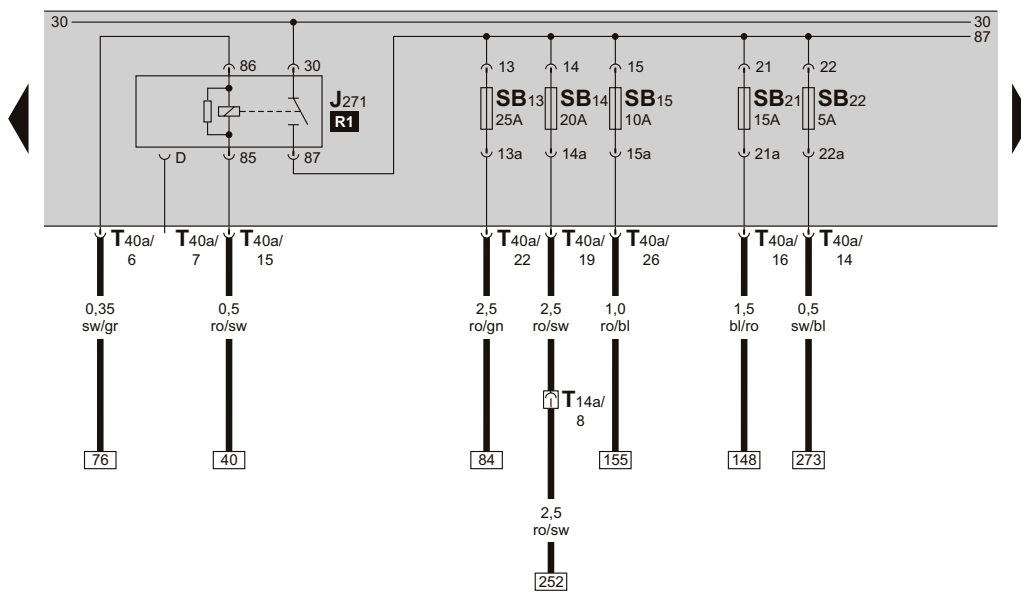 30 30
87
86 30 13 14 15 21 22
J271 SB13 SB14 SB15 SB21 SB22
R1 25A 20A 10A 15A 5A
D 85 87 13a 14a 15a 21a 22a
T40a/ T40a/ T40a/ T40a/ T40a/ T40a/ T40a/ T40a/
6 7 15 22 19 26 16 14
0,35 0,5 2,5 2,5 1,0 1,5 0,5
sw/gr ro/sw ro/gn ro/sw ro/bl bl/ro sw/bl
T14a/
8
76 40 84 155 148 273
2,5
ro/sw
252